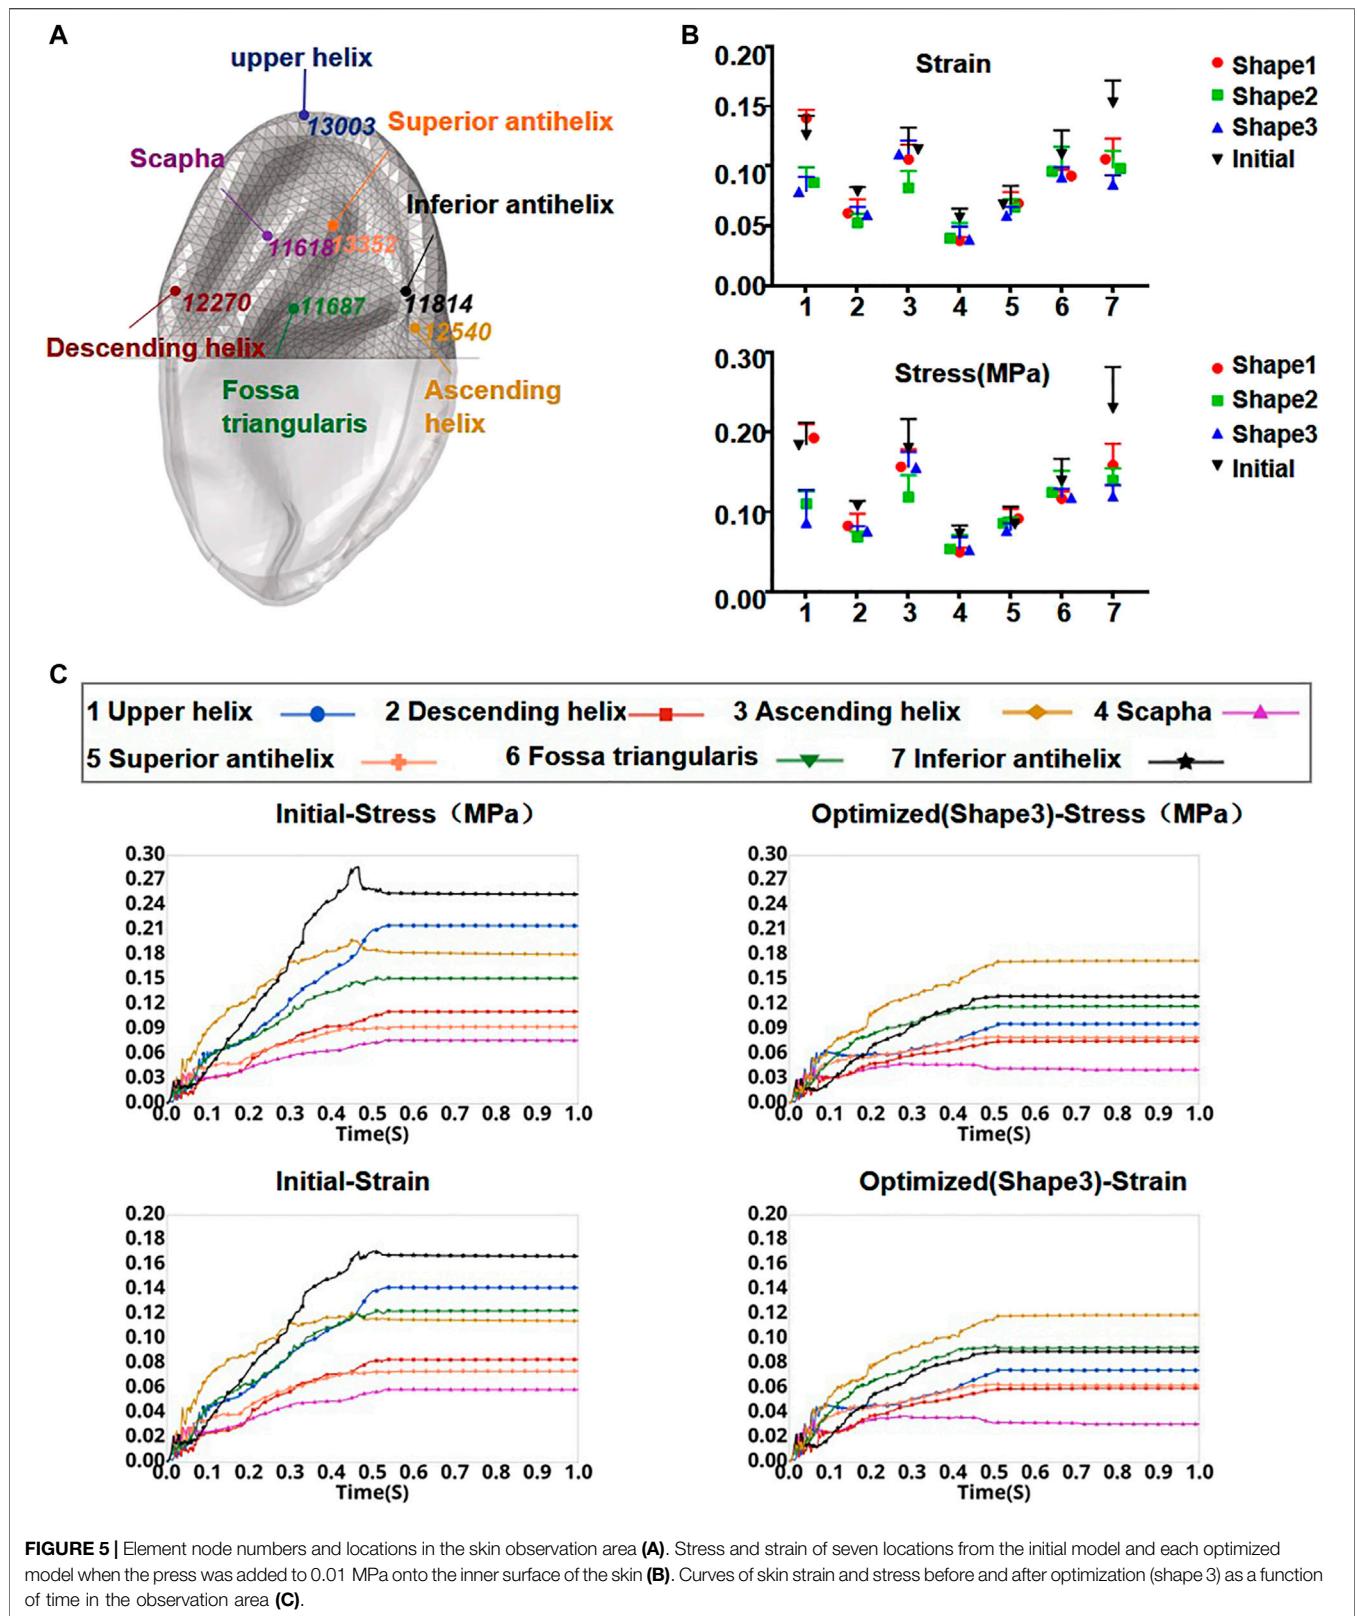 A
upper helix
13003
Superior antihelix
Scapha
Inferior antihelix
11618
13352
12270
11687
11814
12540
Descending helix
Fossa
triangularis
Ascending
helix
B
Strain
0.20
0.15
0.10
0.05
0.00
1 2 3 4 5 6 7
Shape1
Shape2
Shape3
Initial
Stress(MPa)
0.30
0.20
0.10
0.00
1 2 3 4 5 6 7
Shape1
Shape2
Shape3
Initial
C
1 Upper helix 2 Descending helix 3 Ascending helix 4 Scapha
5 Superior antihelix 6 Fossa triangularis 7 Inferior antihelix
Initial-Stress（MPa）
0.30
0.27
0.24
0.21
0.18
0.15
0.12
0.09
0.06
0.03
0.00
0.0 0.1 0.2 0.3 0.4 0.5 0.6 0.7 0.8 0.9 1.0
Time(S)
Optimized(Shape3)-Stress（MPa）
0.30
0.27
0.24
0.21
0.18
0.15
0.12
0.09
0.06
0.03
0.00
0.0 0.1 0.2 0.3 0.4 0.5 0.6 0.7 0.8 0.9 1.0
Time(S)
Initial-Strain
0.20
0.18
0.16
0.14
0.12
0.10
0.08
0.06
0.04
0.02
0.00
0.0 0.1 0.2 0.3 0.4 0.5 0.6 0.7 0.8 0.9 1.0
Time(S)
Optimized(Shape3)-Strain
0.20
0.18
0.16
0.14
0.12
0.10
0.08
0.06
0.04
0.02
0.00
0.0 0.1 0.2 0.3 0.4 0.5 0.6 0.7 0.8 0.9 1.0
Time(S)
FIGURE 5 | Element node numbers and locations in the skin observation area (A). Stress and strain of seven locations from the initial model and each optimized
model when the press was added to 0.01 MPa onto the inner surface of the skin (B). Curves of skin strain and stress before and after optimization (shape 3) as a function
of time in the observation area (C).